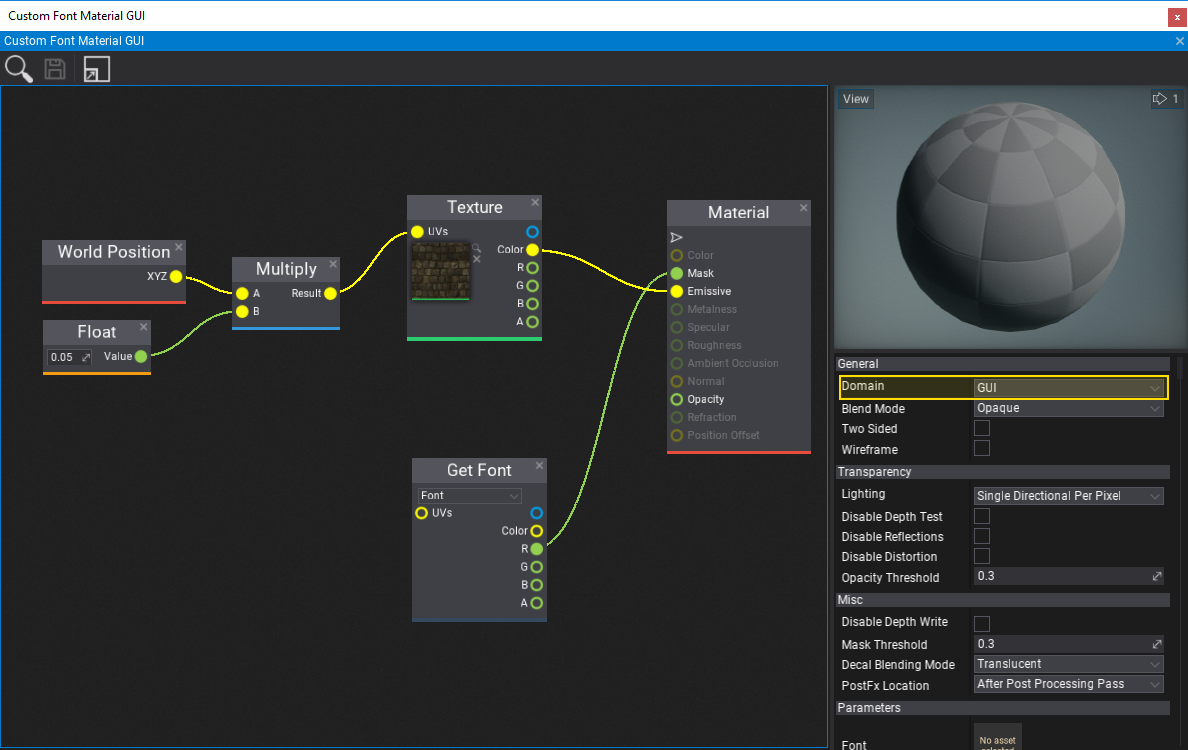 Custom Font Material GUI
x
Custom Font Material GUI
View
1
Texture
UVs
Color
R
G
B
A
Material
Color
Mask
Emissive
Metalness
Specular
Roughness
Ambient Occlusion
Normal
Opacity
Refraction
Position Offset
World Position
XYZ
Multiply
A Result
B
Float
0.05 Value
Get Font
Font
UVs
Color
R
G
B
A
General
Domain GUI
Blend Mode Opaque
Two Sided
Wireframe
Transparency
Lighting Single Directional Per Pixel
Disable Depth Test
Disable Reflections
Disable Distortion
Opacity Threshold 0.3
Misc
Disable Depth Write
Mask Threshold 0.3
Decal Blending Mode Translucent
PostFx Location After Post Processing Pass
Parameters
Font
No asset
selected